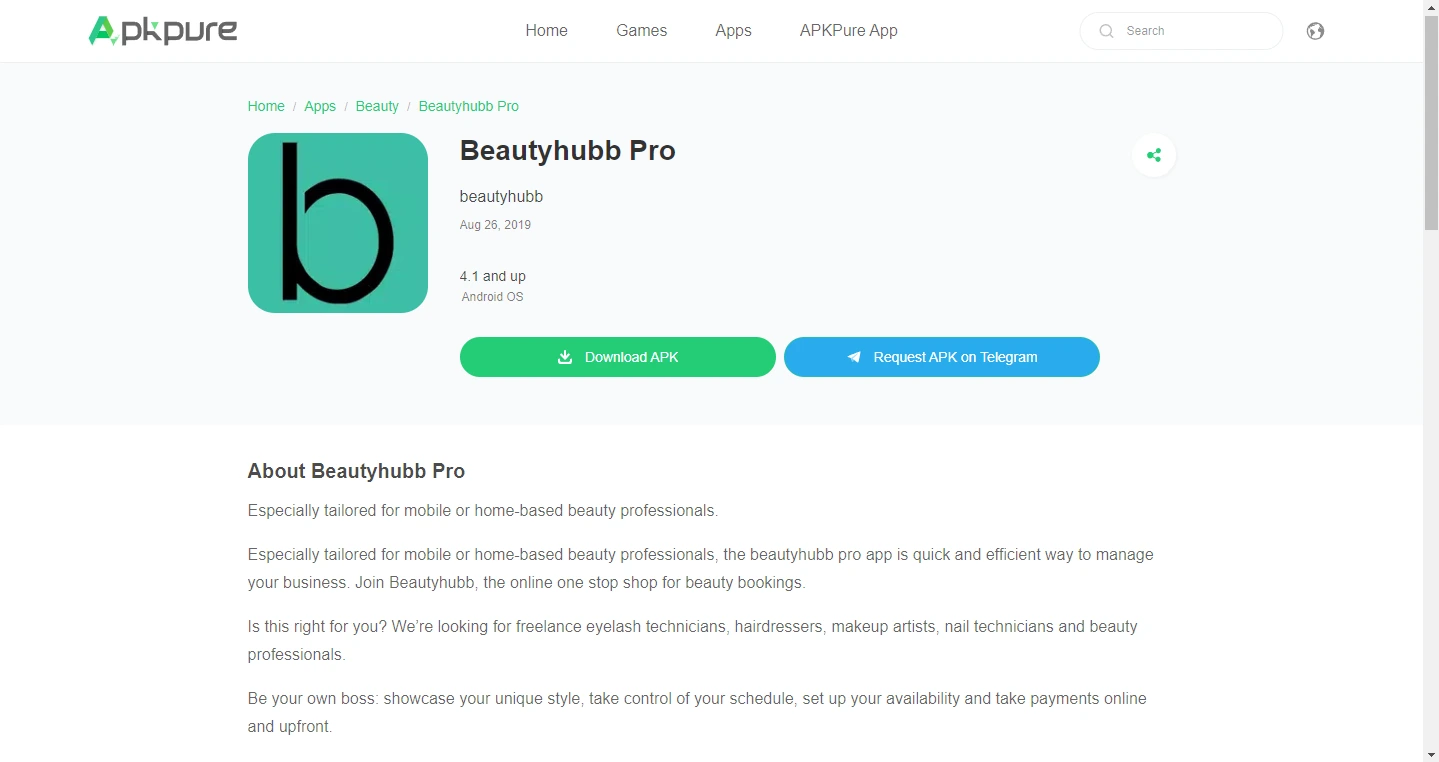 Apkpure
Home
Games
Apps
APKPure App
Search
Home / Apps / Beauty / Beautyhubb Pro
b
Beautyhubb Pro
beautyhubb
Aug 26, 2019
4.1 and up
Android OS
Download APK
Request APK on Telegram
About Beautyhubb Pro
Especially tailored for mobile or home-based beauty professionals.
Especially tailored for mobile or home-based beauty professionals, the beautyhubb pro app is quick and efficient way to manage
your business. Join Beautyhubb, the online one stop shop for beauty bookings.
Is this right for you? We’re looking for freelance eyelash technicians, hairdressers, makeup artists, nail technicians and beauty
professionals.
Be your own boss: showcase your unique style, take control of your schedule, set up your availability and take payments online
and upfront.